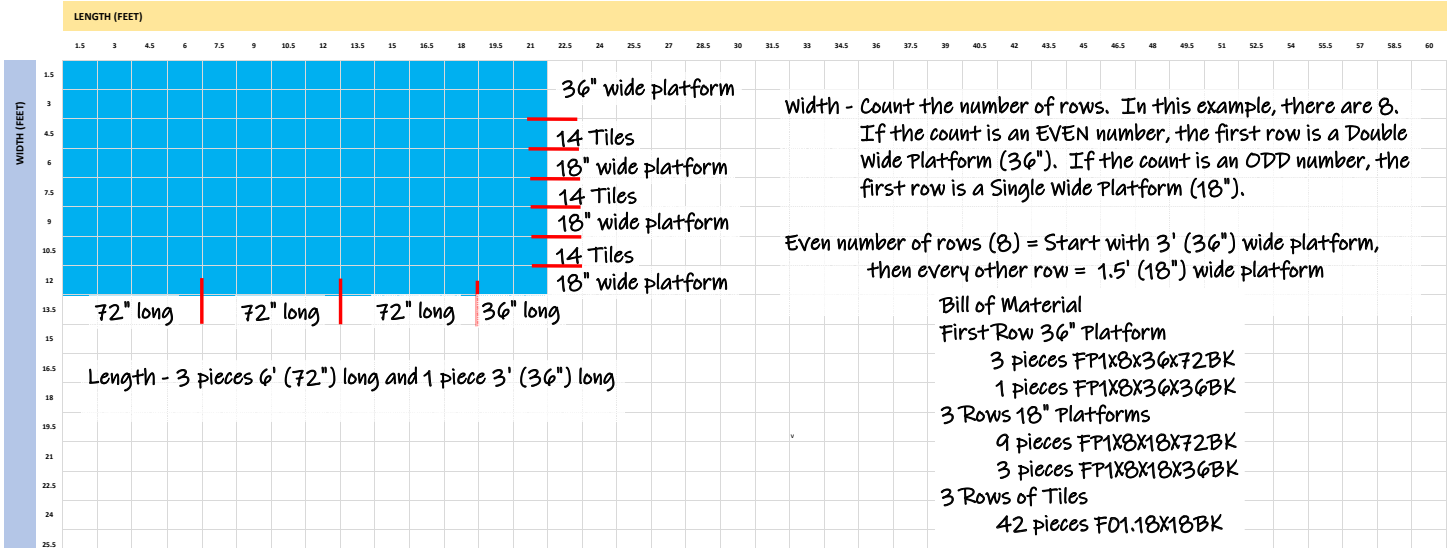 LENGTH (FEET)
1.5 3 4.5 6 7.5 9 10.5 12 13.5 15 16.5 18 19.5 21 22.5 24 25.5 27 28.5 30 31.5 33 34.5 36 37.5 39 40.5 42 43.5 45 46.5 48 49.5 51 52.5 54 55.5 57 58.5 60
WIDTH (FEET)
1.5
3
4.5
6
7.5
9
10.5
12
13.5
15
16.5
18
19.5
21
22.5
24
25.5
36" wide platform
14 Tiles
18" wide platform
14 Tiles
18" wide platform
14 Tiles
18" wide platform
72" long 72" long 72" long 36" long
Length - 3 pieces 6' (72") long and 1 piece 3' (36") long
Width - Count the number of rows. In this example, there are 8.
If the count is an EVEN number, the first row is a Double
Wide Platform (36"). If the count is an ODD number, the
first row is a Single Wide Platform (18").
Even number of rows (8) = Start with 3' (36") wide platform,
then every other row = 1.5' (18") wide platform
Bill of Material
First Row 36" Platform
3 pieces FP1X8X36X72BK
1 pieces FP1X8X36X36BK
3 Rows 18" Platforms
9 pieces FP1X8X18X72BK
3 pieces FP1X8X18X36BK
3 Rows of Tiles
42 pieces F01.18X18BK
v